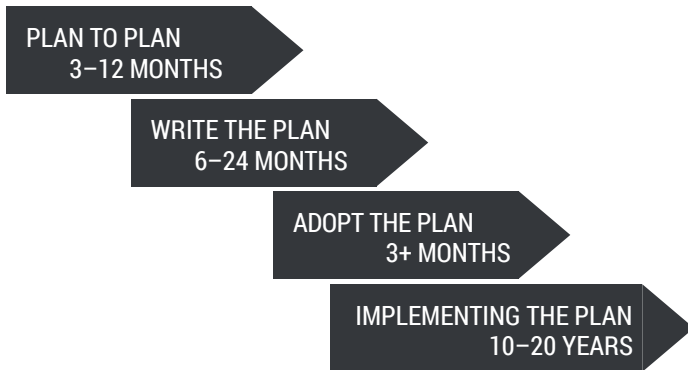 PLAN TO PLAN
3–12 MONTHS
WRITE THE PLAN
6–24 MONTHS
ADOPT THE PLAN
3+ MONTHS
IMPLEMENTING THE PLAN
10–20 YEARS